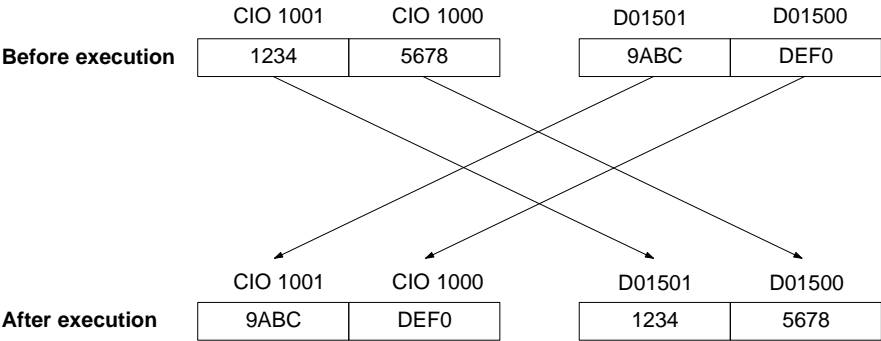 CIO 1001 CIO 1000 D01501 D01500
Before execution 1234 5678 9ABC DEF0
CIO 1001 CIO 1000 D01501 D01500
After execution 9ABC DEF0 1234 5678